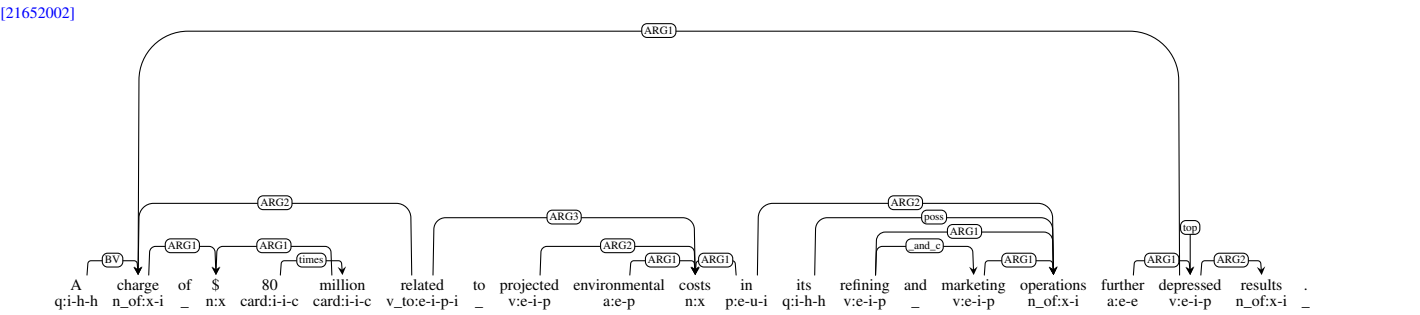 [21652002]
ARG1
ARG2 ARG3 ARG2
poss
ARG1 ARG1 ARG2 ARG1 top
_and_c
BV times ARG1 ARG1 ARG1 ARG1 ARG2
A charge of $ 80 million related to projected environmental costs in its refining and marketing operations further depressed results .
q:i-h-h n_of:x-i _ n:x card:i-i-c card:i-i-c v_to:e-i-p-i _ v:e-i-p a:e-p n:x p:e-u-i q:i-h-h v:e-i-p _ v:e-i-p n_of:x-i a:e-e v:e-i-p n_of:x-i _